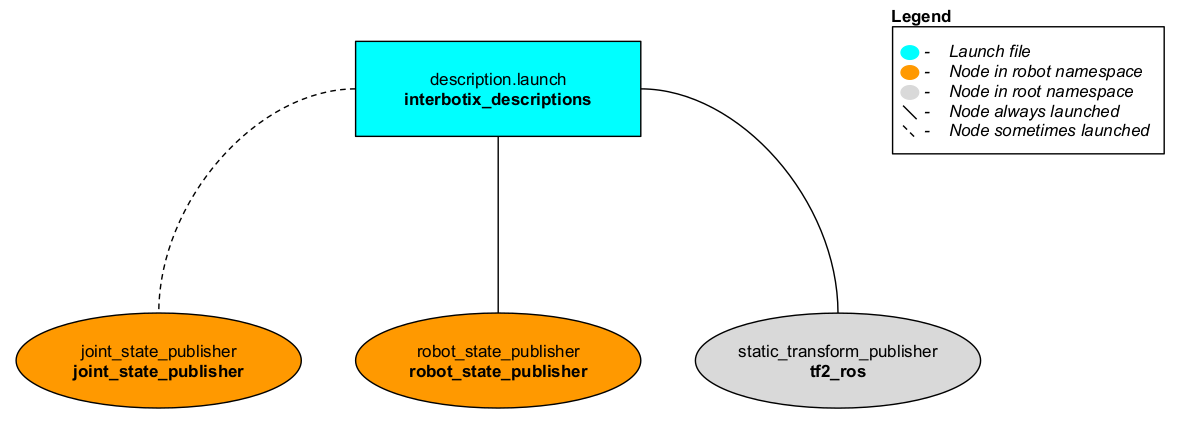 Legend
- Launch file
- Node in robot namespace
- Node in root namespace
- Node always launched
- Node sometimes launched
description.launch
interbotix_descriptions
joint_state_publisher
joint_state_publisher
robot_state_publisher
robot_state_publisher
static_transform_publisher
tf2_ros